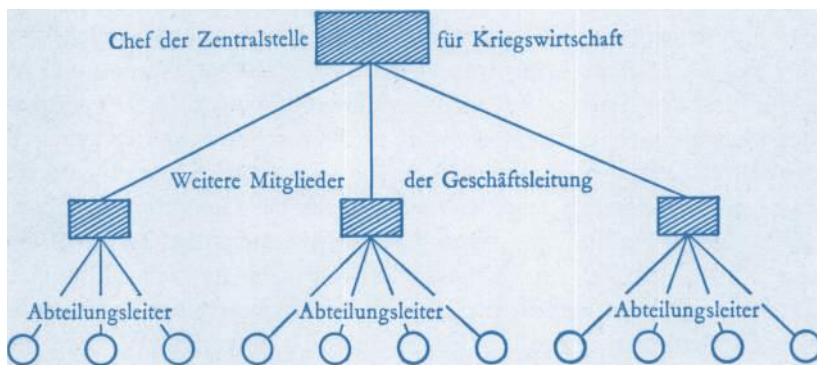 Chef der Zentralstelle für Kriegswirtschaft
Weitere Mitglieder der Geschäftsleitung
Abteilungsleiter Abteilungsleiter Abteilungsleiter